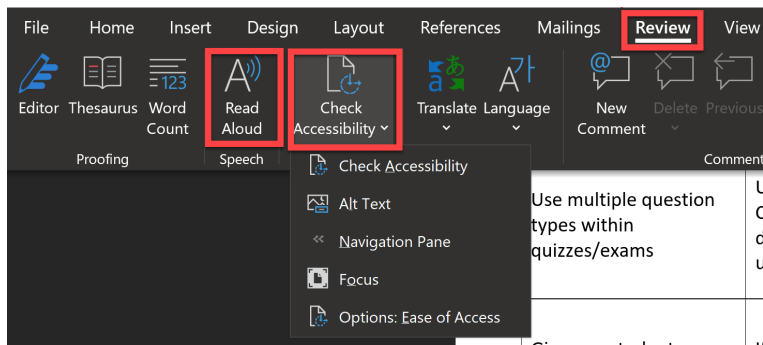 File Home Insert Design Layout References Mailings Review View
Editor Thesaurus Word Count
Read Aloud
Check Accessibility
Translate Language
New Comment
Delete Previous
Proofing Speech Comment
Check Accessibility
Alt Text
Navigation Pane
Focus
Options: Ease of Access
Use multiple question
types within
quizzes/exams